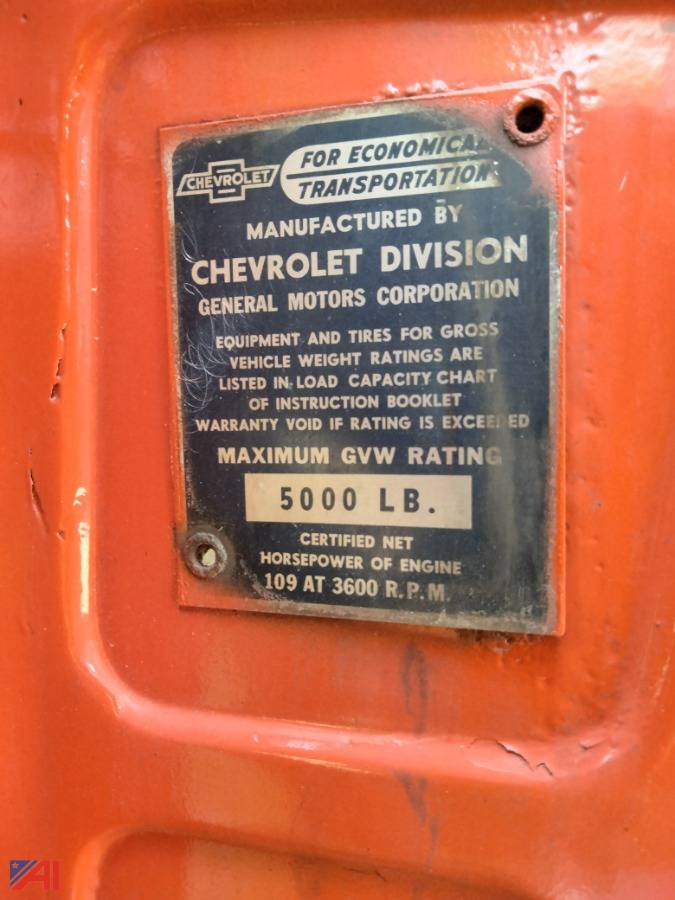 CHEVROLET
FOR ECONOMICAL
TRANSPORTATION
MANUFACTURED BY
CHEVROLET DIVISION
GENERAL MOTORS CORPORATION
EQUIPMENT AND TIRES FOR GROSS
VEHICLE WEIGHT RATINGS ARE
LISTED IN LOAD CAPACITY CHART
OF INSTRUCTION BOOKLET
WARRANTY VOID IF RATING IS EXCEEDED
MAXIMUM GVW RATING
5000 LB.
CERTIFIED NET
HORSEPOWER OF ENGINE
109 AT 3600 R.P.M.
AI